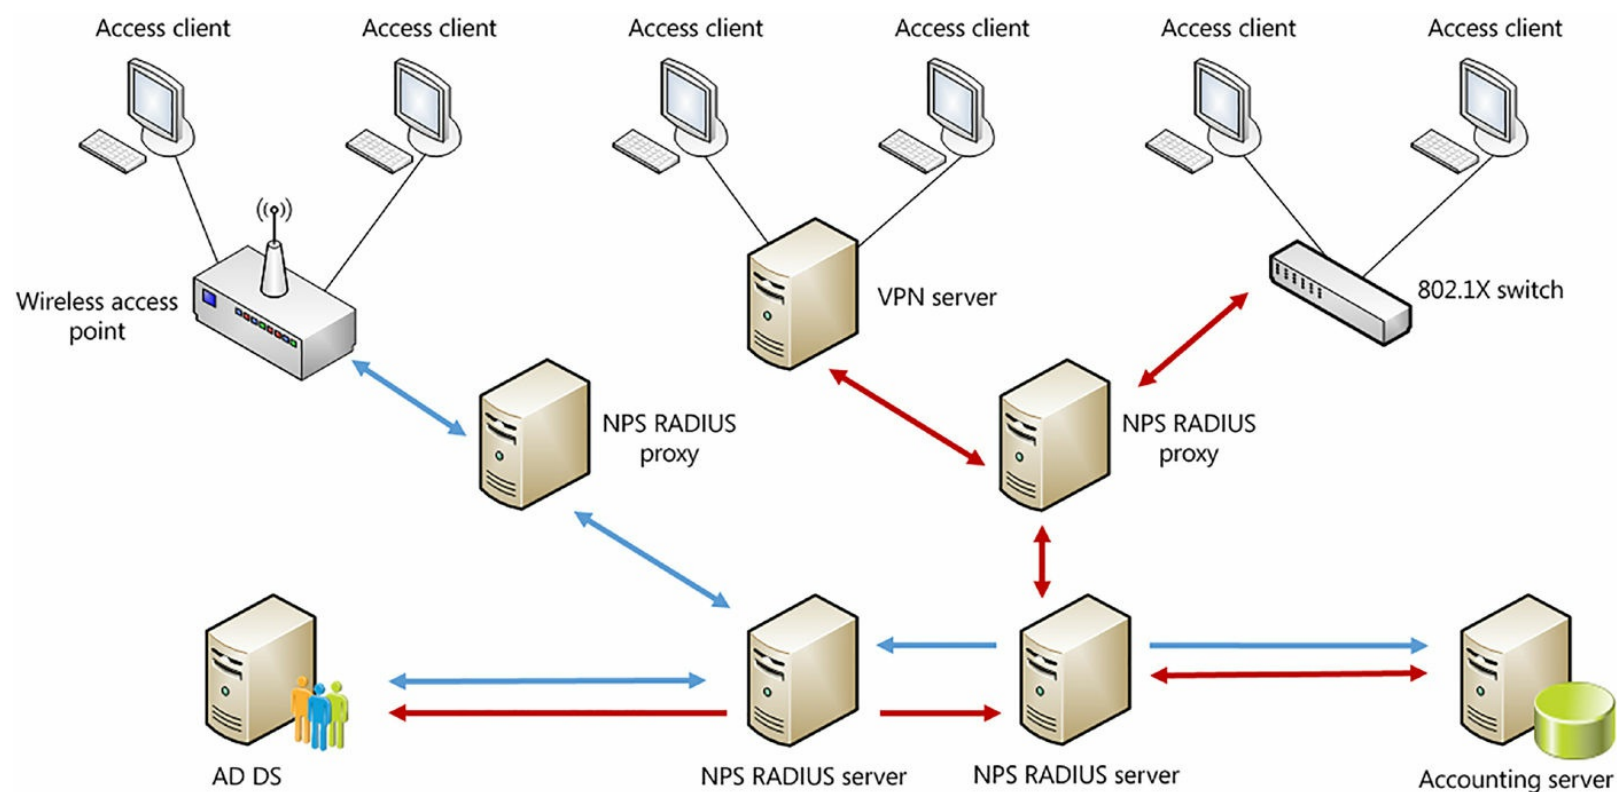 Access client
Access client
Access client
Access client
Access client
Access client
Wireless access
point
VPN server
802.1X switch
NPS RADIUS
proxy
NPS RADIUS
proxy
AD DS
NPS RADIUS server
NPS RADIUS server
Accounting server